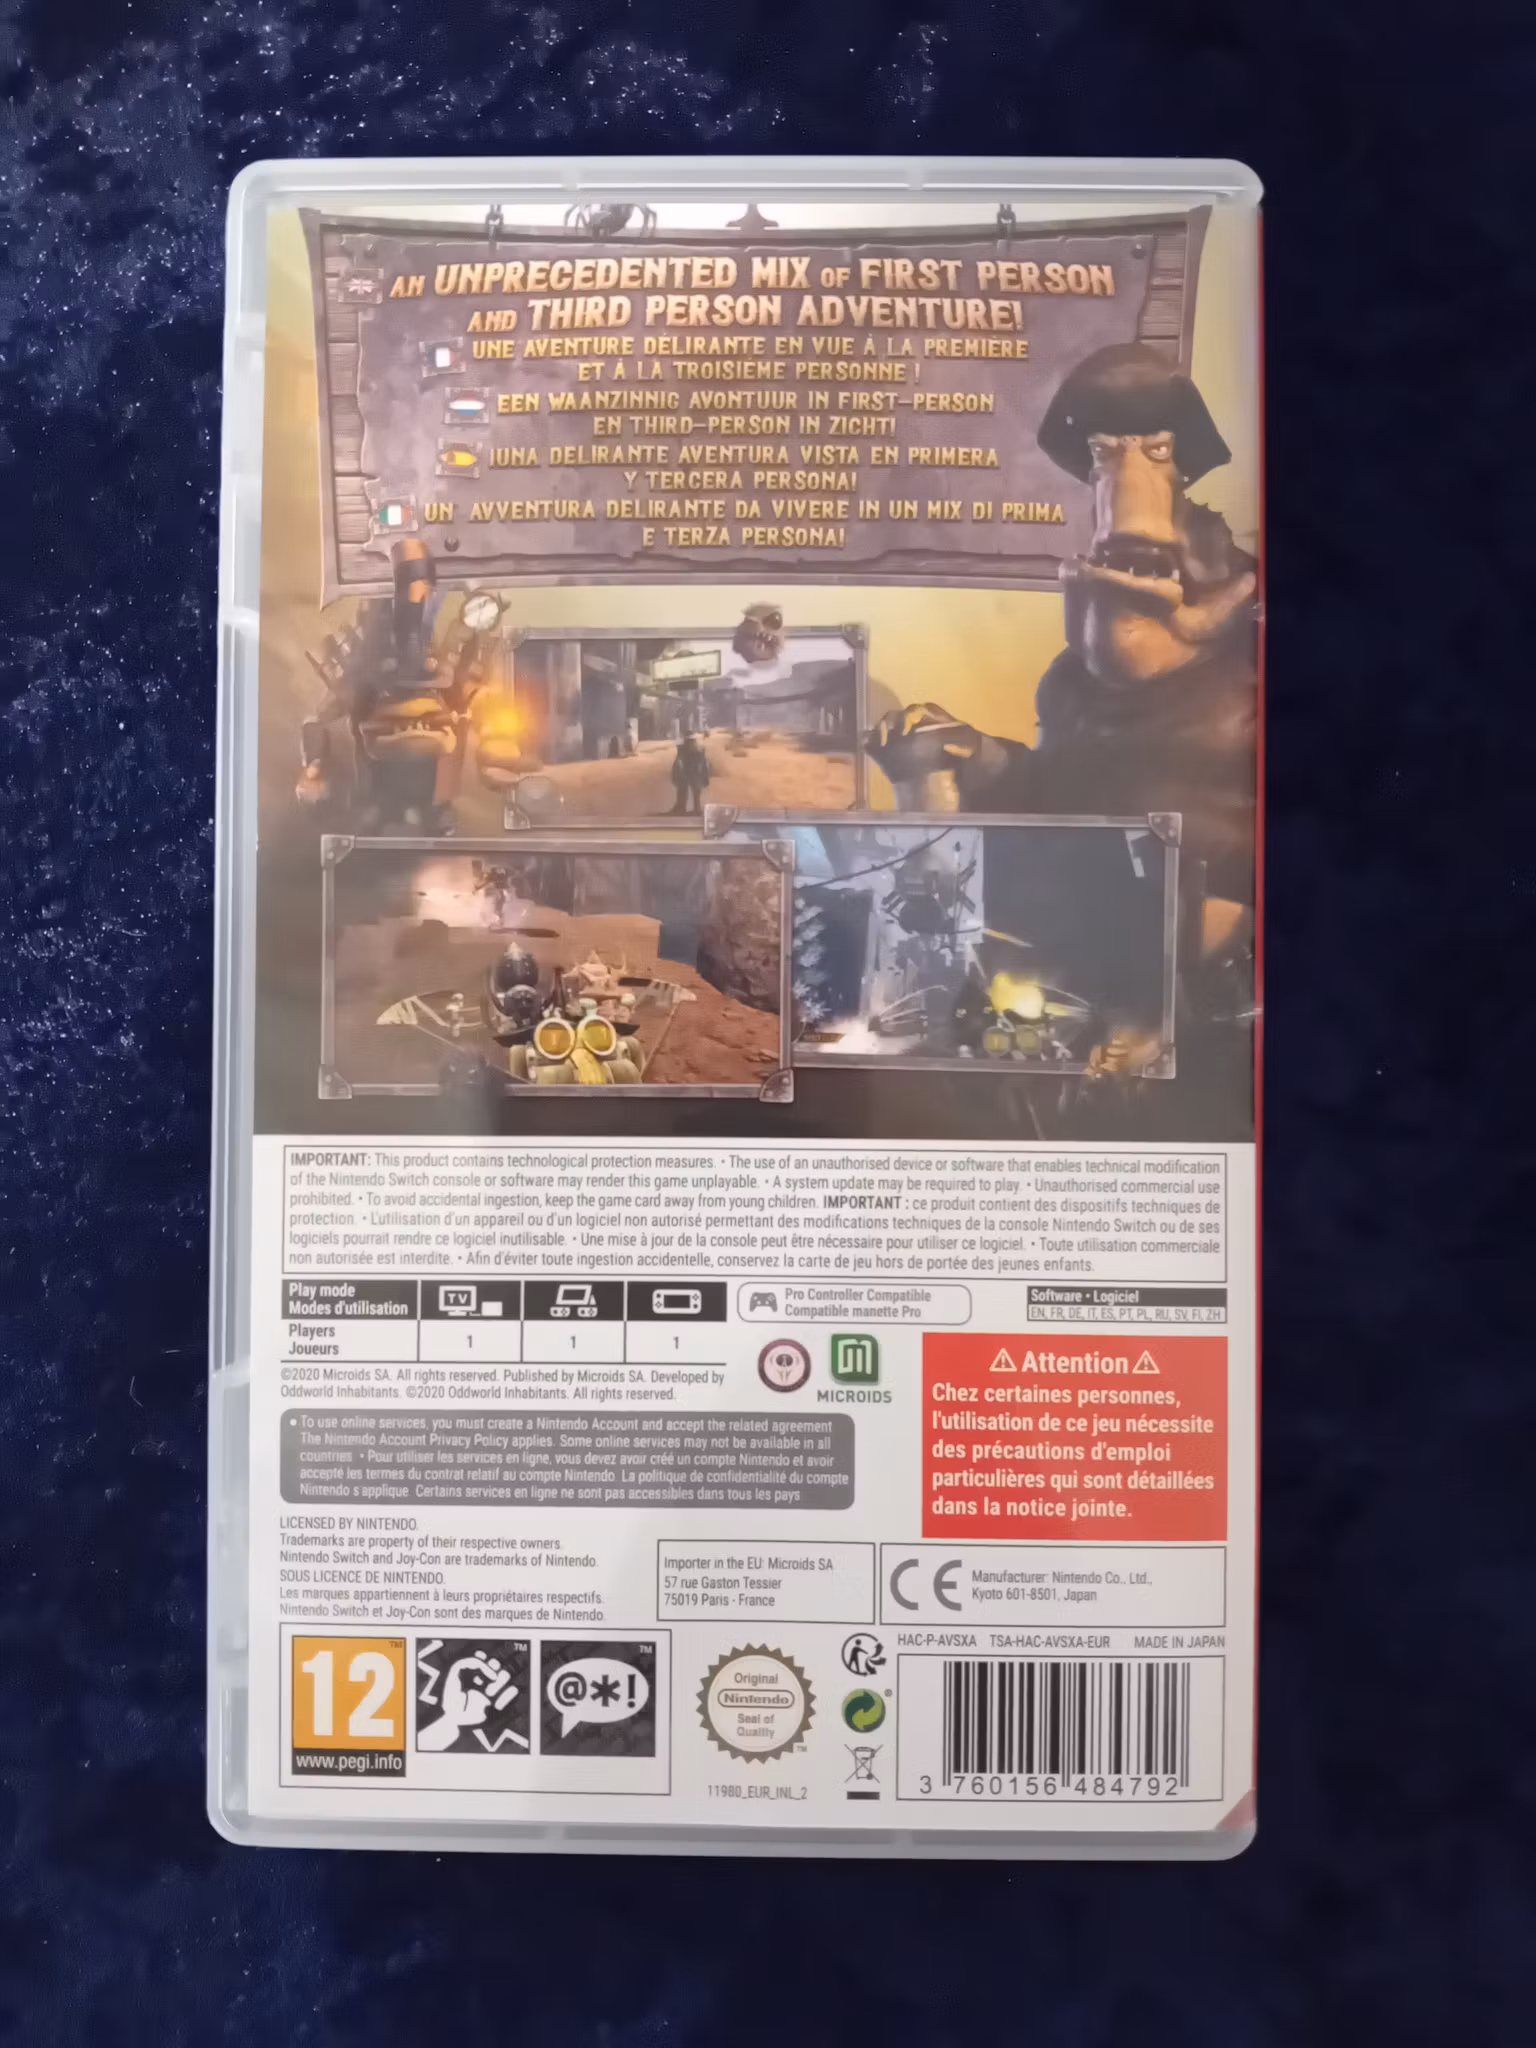 AN UNPRECEDENTED MIX OF FIRST PERSON
AND THIRD PERSON ADVENTURE!
UNE AVENTURE DÉLIRANTE EN VUE À LA PREMIÈRE
ET À LA TROISIÈME PERSONNE !
EEN WAANZINNIG AVONTUUR IN FIRST-PERSON
EN THIRD-PERSON IN ZICHT!
¡UNA DELIRANTE AVENTURA VISTA EN PRIMERA
Y TERCERA PERSONA!
UN' AVVENTURA DELIRANTE DA VIVERE IN UN MIX DI PRIMA
E TERZA PERSONA!
IMPORTANT: This product contains technological protection measures. • The use of an unauthorised device or software that enables technical modification
of the Nintendo Switch console or software may render this game unplayable. • A system update may be required to play. • Unauthorised commercial use
prohibited. • To avoid accidental ingestion, keep the game card away from young children. IMPORTANT : ce produit contient des dispositifs techniques de
protection. • L'utilisation d'un appareil ou d'un logiciel non autorisé permettant des modifications techniques de la console Nintendo Switch ou de ses
logiciels pourrait rendre ce logiciel inutilisable. • Une mise à jour de la console peut être nécessaire pour utiliser ce logiciel. • Toute utilisation commerciale
non autorisée est interdite. • Afin d'éviter toute ingestion accidentelle, conservez la carte de jeu hors de portée des jeunes enfants.
Play mode
Modes d'utilisation
TV
Players
Joueurs
1 1 1
Pro Controller Compatible
Compatible manette Pro
Software • Logiciel
EN, FR, DE, IT, ES, PT, PL, RU, SV, FI, ZH
©2020 Microids SA. All rights reserved. Published by Microids SA. Developed by
Oddworld Inhabitants. ©2020 Oddworld Inhabitants. All rights reserved.
MICROIDS
⚠ Attention ⚠
Chez certaines personnes,
l'utilisation de ce jeu nécessite
des précautions d'emploi
particulières qui sont détaillées
dans la notice jointe.
• To use online services, you must create a Nintendo Account and accept the related agreement
The Nintendo Account Privacy Policy applies. Some online services may not be available in all
countries • Pour utiliser les services en ligne, vous devez avoir créé un compte Nintendo et avoir
accepté les termes du contrat relatif au compte Nintendo. La politique de confidentialité du compte
Nintendo s'applique. Certains services en ligne ne sont pas accessibles dans tous les pays
LICENSED BY NINTENDO.
Trademarks are property of their respective owners.
Nintendo Switch and Joy-Con are trademarks of Nintendo.
SOUS LICENCE DE NINTENDO.
Les marques appartiennent à leurs propriétaires respectifs.
Nintendo Switch et Joy-Con sont des marques de Nintendo.
Importer in the EU: Microids SA
57 rue Gaston Tessier
75019 Paris - France
CE
Manufacturer: Nintendo Co., Ltd.,
Kyoto 601-8501, Japan
HAC-P-AVSXA TSA-HAC-AVSXA-EUR MADE IN JAPAN
12
www.pegi.info
™
™
@*!
™
Original
Nintendo
Seal of
Quality
™
11980_EUR_INL_2
®
3 760156 484792